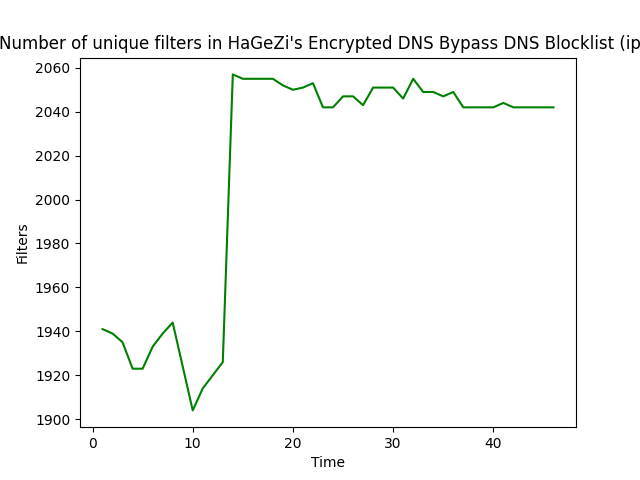 Number of unique filters in HaGeZi's Encrypted DNS Bypass DNS Blocklist (ip
2060
2040
2020
2000
1980
1960
1940
1920
1900
Filters
0 10 20 30 40
Time